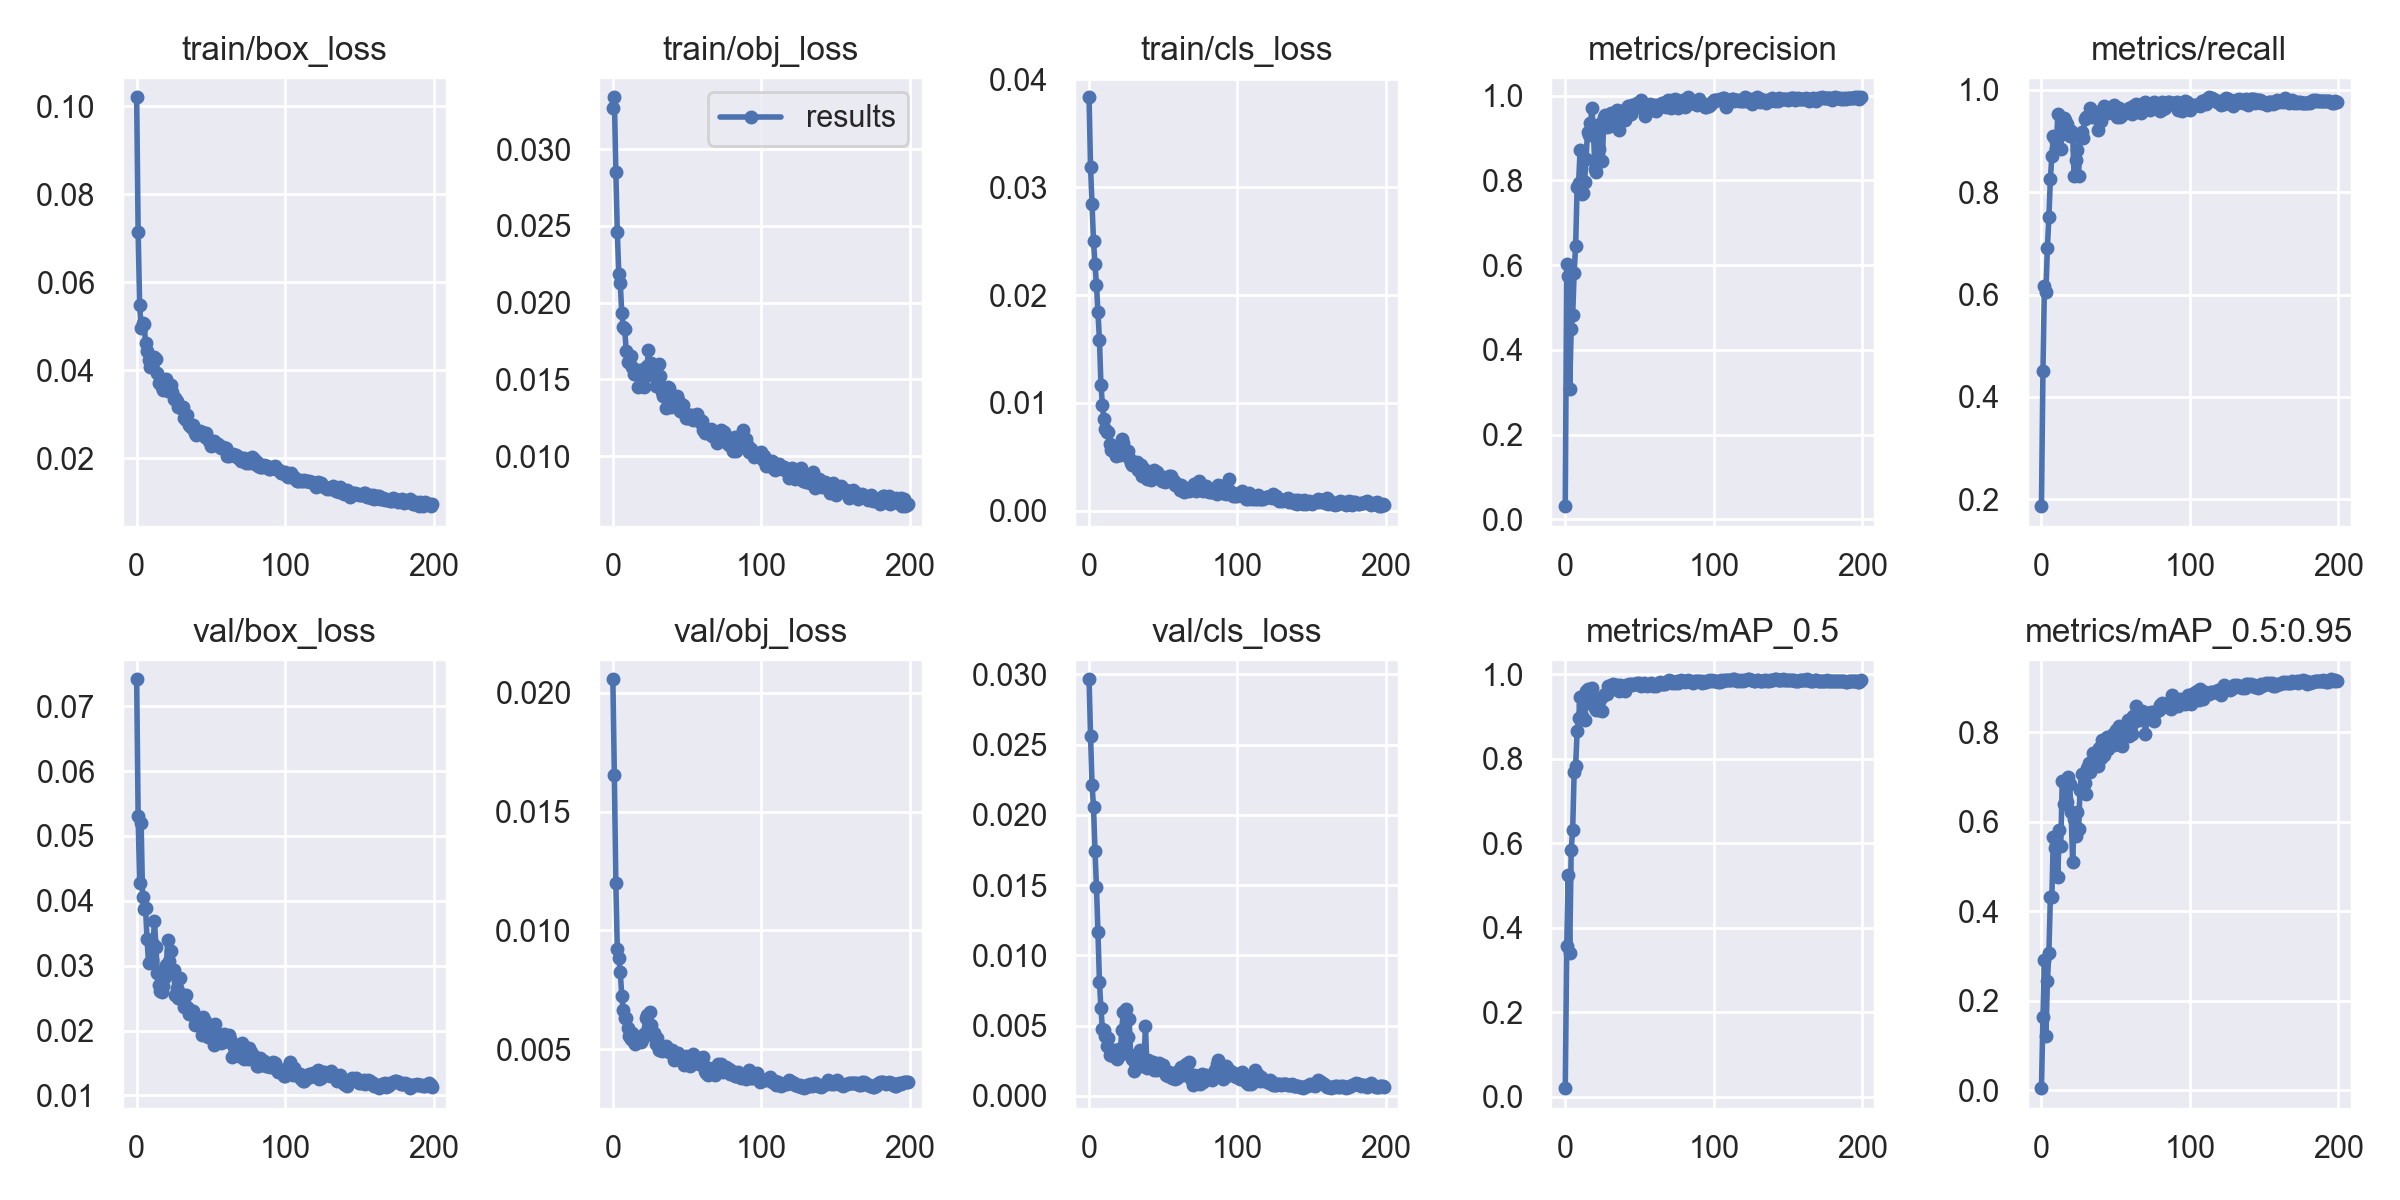 train/box_loss
0.10
0.08
0.06
0.04
0.02
0 100 200
train/obj_loss
results
0.030
0.025
0.020
0.015
0.010
0 100 200
train/cls_loss
0.04
0.03
0.02
0.01
0.00
0 100 200
metrics/precision
1.0
0.8
0.6
0.4
0.2
0.0
0 100 200
metrics/recall
1.0
0.8
0.6
0.4
0.2
0 100 200
val/box_loss
0.07
0.06
0.05
0.04
0.03
0.02
0.01
0 100 200
val/obj_loss
0.020
0.015
0.010
0.005
0 100 200
val/cls_loss
0.030
0.025
0.020
0.015
0.010
0.005
0.000
0 100 200
metrics/mAP_0.5
1.0
0.8
0.6
0.4
0.2
0.0
0 100 200
metrics/mAP_0.5:0.95
0.8
0.6
0.4
0.2
0.0
0 100 200